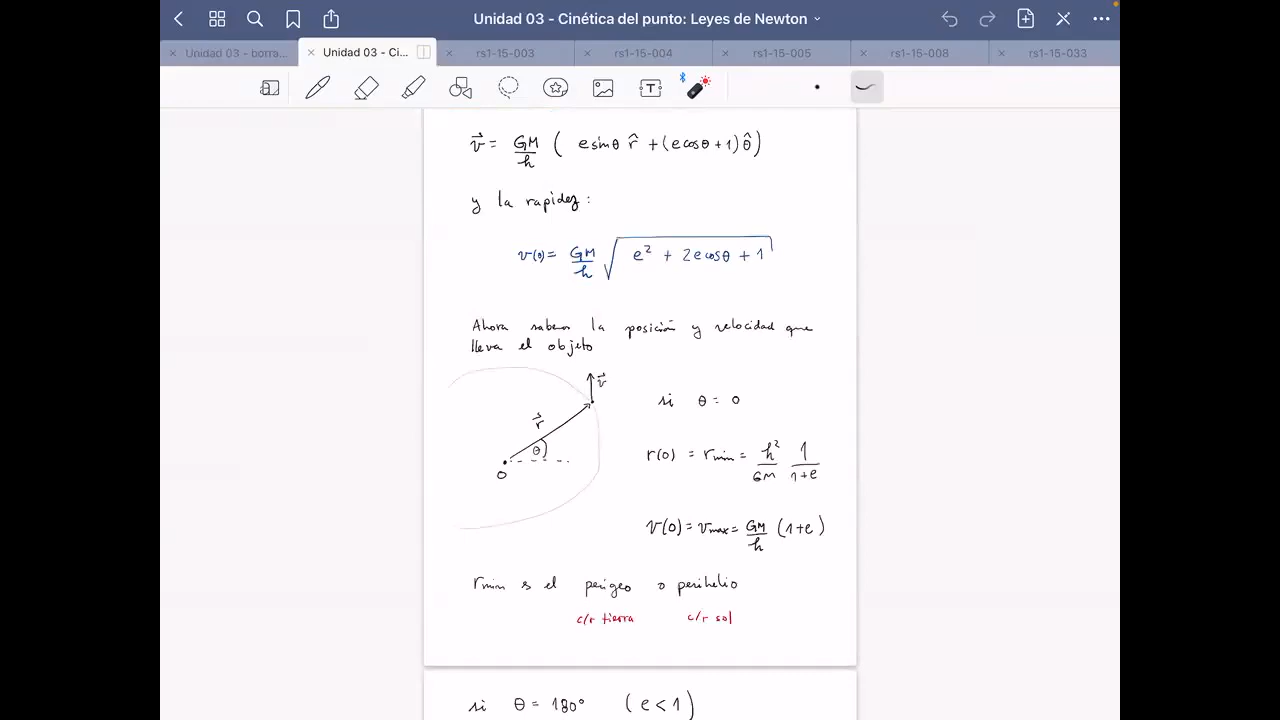 Unidad 03 - Cinética del punto: Leyes de Newton
Unidad 03 - borra...
Unidad 03 - Ci...
rs1-15-003
rs1-15-004
rs1-15-005
rs1-15-008
rs1-15-033
v⃗ = GM/h ( e sinθ r̂ + (e cosθ + 1) θ̂ )
y la rapidez:
v(θ) = GM/h √(e² + 2e cosθ + 1)
Ahora sabemos la posición y velocidad que
lleva el objeto
v⃗
r⃗
θ
O
si θ = 0
r(0) = rmin = h²/GM 1/(1+e)
v(0) = vmax = GM/h (1+e)
rmin es el perigeo o perihelio
c/r tierra c/r sol
si θ = 180° (e < 1)